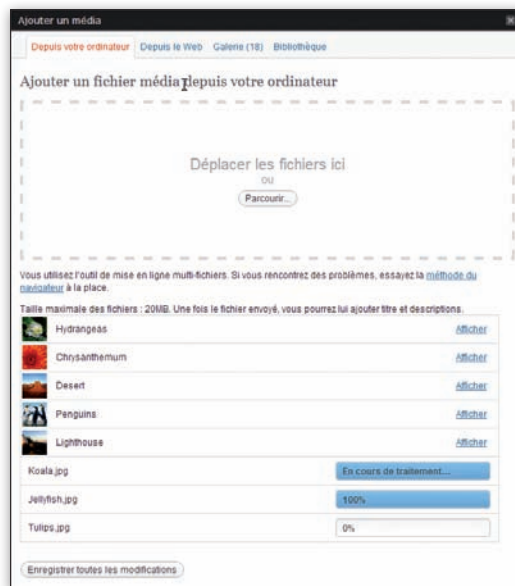 Ajouter un média
Depuis votre ordinateur Depuis le Web Galerie (18) Bibliothèque
Ajouter un fichier média depuis votre ordinateur
Déplacer les fichiers ici
ou
Parcourir...
Vous utilisez l'outil de mise en ligne multi-fichiers. Si vous rencontrez des problèmes, essayez la méthode du
navigateur à la place.
Taille maximale des fichiers : 20MB. Une fois le fichier envoyé, vous pourrez lui ajouter titre et descriptions.
Hydrangeas Afficher
Chrysanthemum Afficher
Desert Afficher
Penguins Afficher
Lighthouse Afficher
Koala.jpg En cours de traitement...
Jellyfish.jpg 100%
Tulips.jpg 0%
Enregistrer toutes les modifications